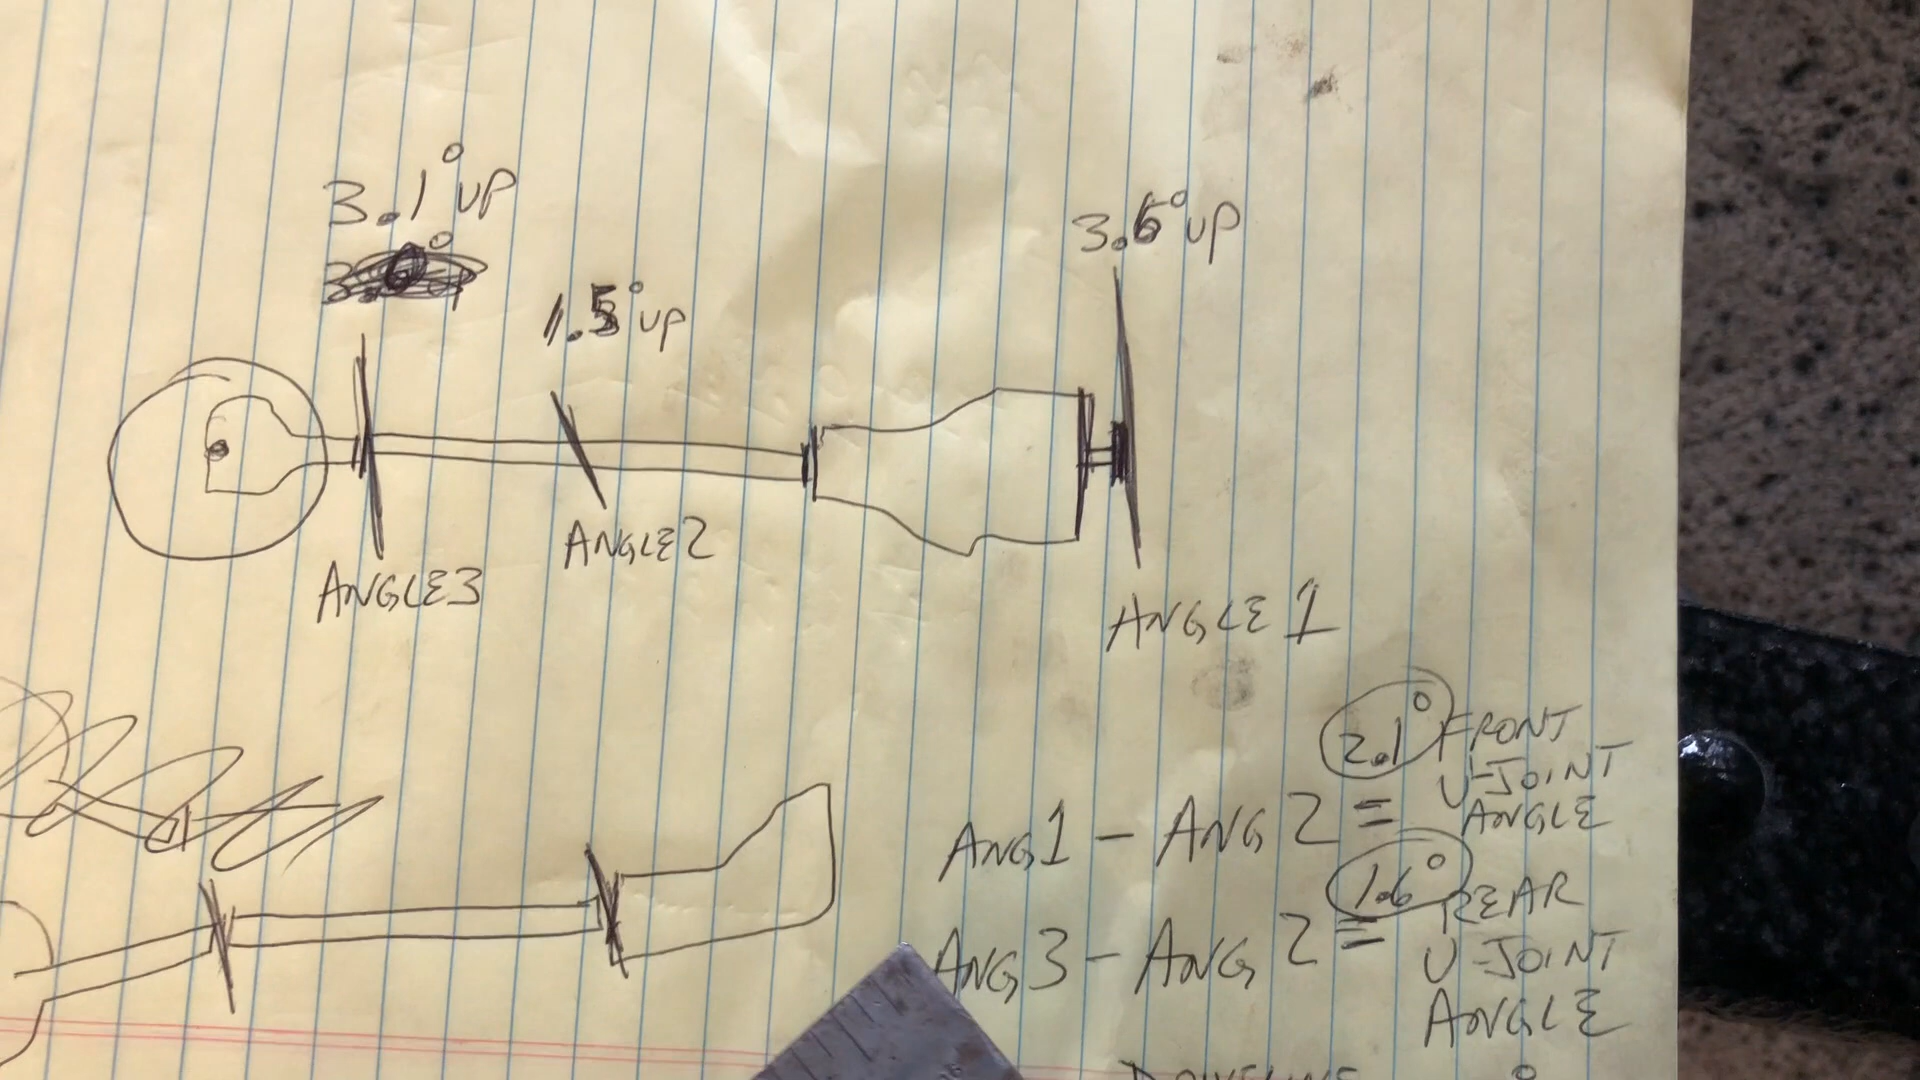 3.1° UP
3.6° UP
1.5° UP
ANGLE 2
ANGLE 3
ANGLE 1
ANG 1 - ANG 2 = 2.1° FRONT
U-JOINT
ANGLE
ANG 3 - ANG 2 = 1.6° REAR
U-JOINT
ANGLE